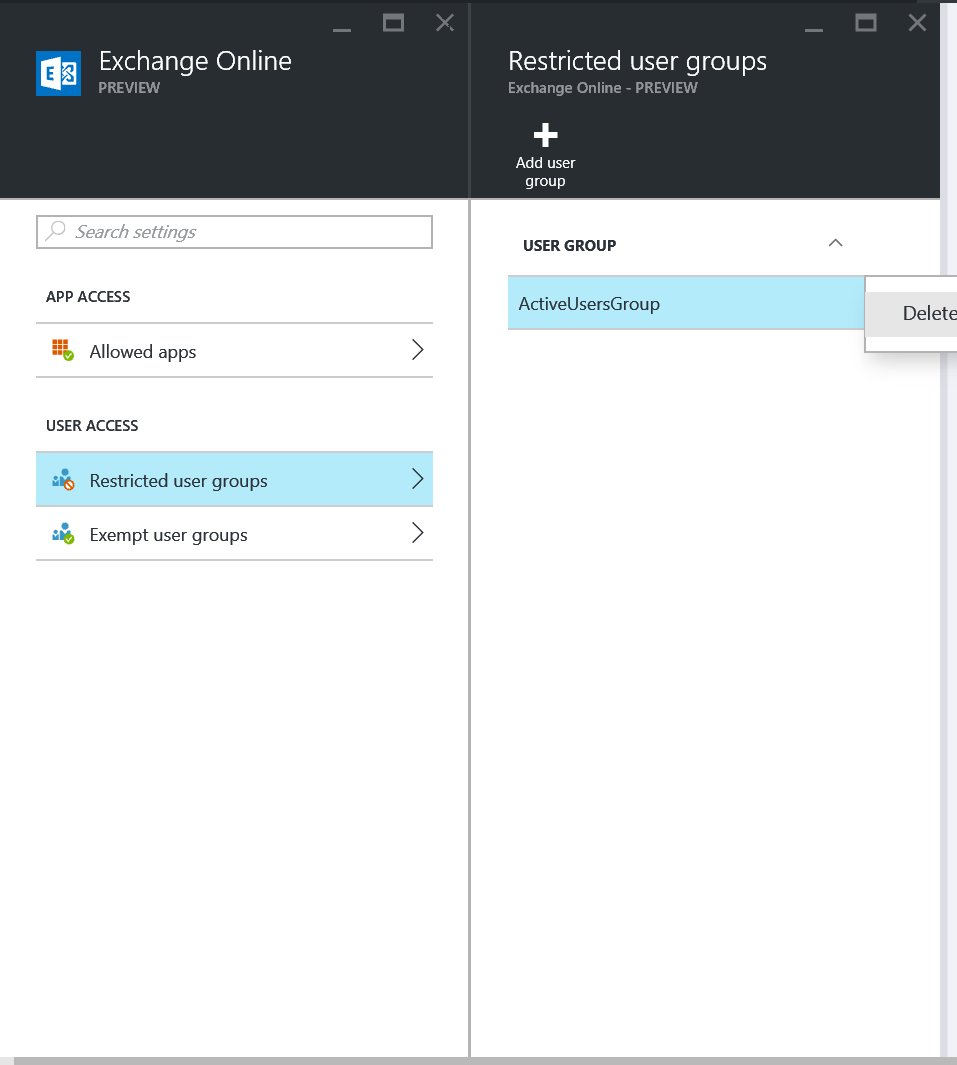 Exchange Online
PREVIEW
Search settings
APP ACCESS
Allowed apps
USER ACCESS
Restricted user groups
Exempt user groups
Restricted user groups
Exchange Online - PREVIEW
Add user
group
USER GROUP
ActiveUsersGroup
Delete